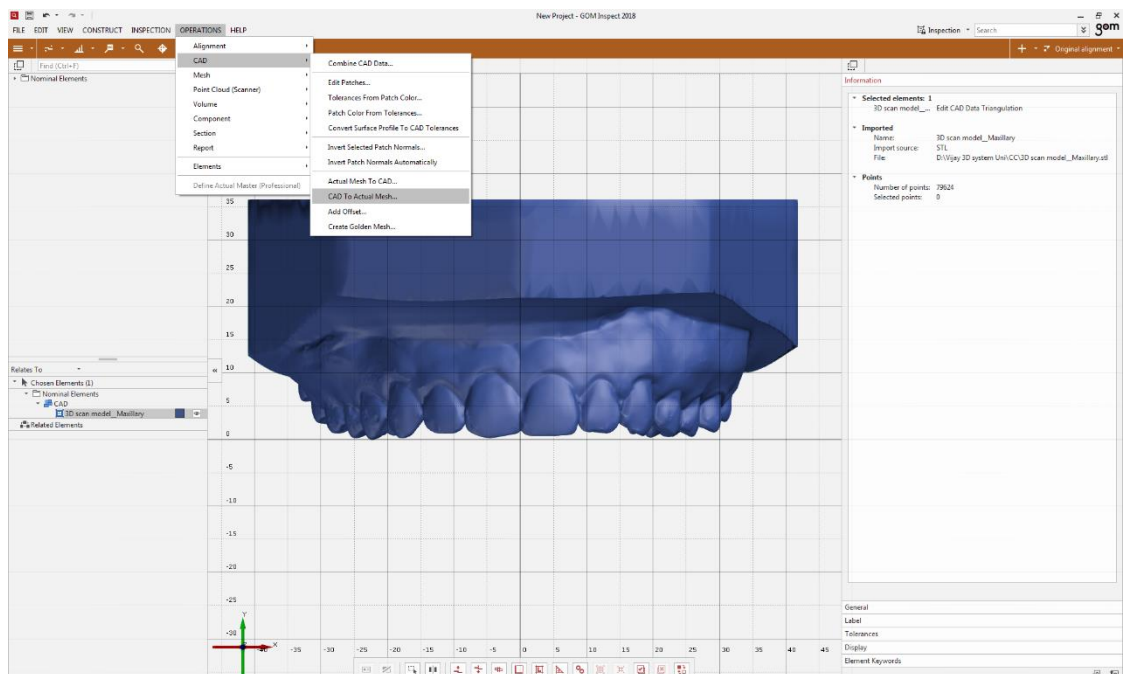 New Project - GOM Inspect 2018
FILE EDIT VIEW CONSTRUCT INSPECTION OPERATIONS HELP
Inspection Search
gom
Original alignment
Find (Ctrl+F)
Nominal Elements
Alignment
CAD
Mesh
Point Cloud (Scanner)
Volume
Component
Section
Report
Elements
Define Actual Master (Professional)
Combine CAD Data...
Edit Patches...
Tolerances From Patch Color...
Patch Color From Tolerances...
Convert Surface Profile To CAD Tolerances
Invert Selected Patch Normals...
Invert Patch Normals Automatically
Actual Mesh To CAD...
CAD To Actual Mesh...
Add Offset...
Create Golden Mesh...
Information
Selected elements: 1
3D scan model__... Edit CAD Data Triangulation
Imported
Name: 3D scan model__Maxillary
Import source: STL
File: D:\Vijay 3D system Uni\CC\3D scan model__Maxillary.stl
Points
Number of points: 79624
Selected points: 0
35
30
25
20
15
10
5
0
-5
-10
-15
-20
-25
-30
Relates To
Chosen Elements (1)
Nominal Elements
CAD
3D scan model__Maxillary
Related Elements
Y
X
-35 -30 -25 -20 -15 -10 -5 0 5 10 15 20 25 30 35 40 45
General
Label
Tolerances
Display
Element Keywords